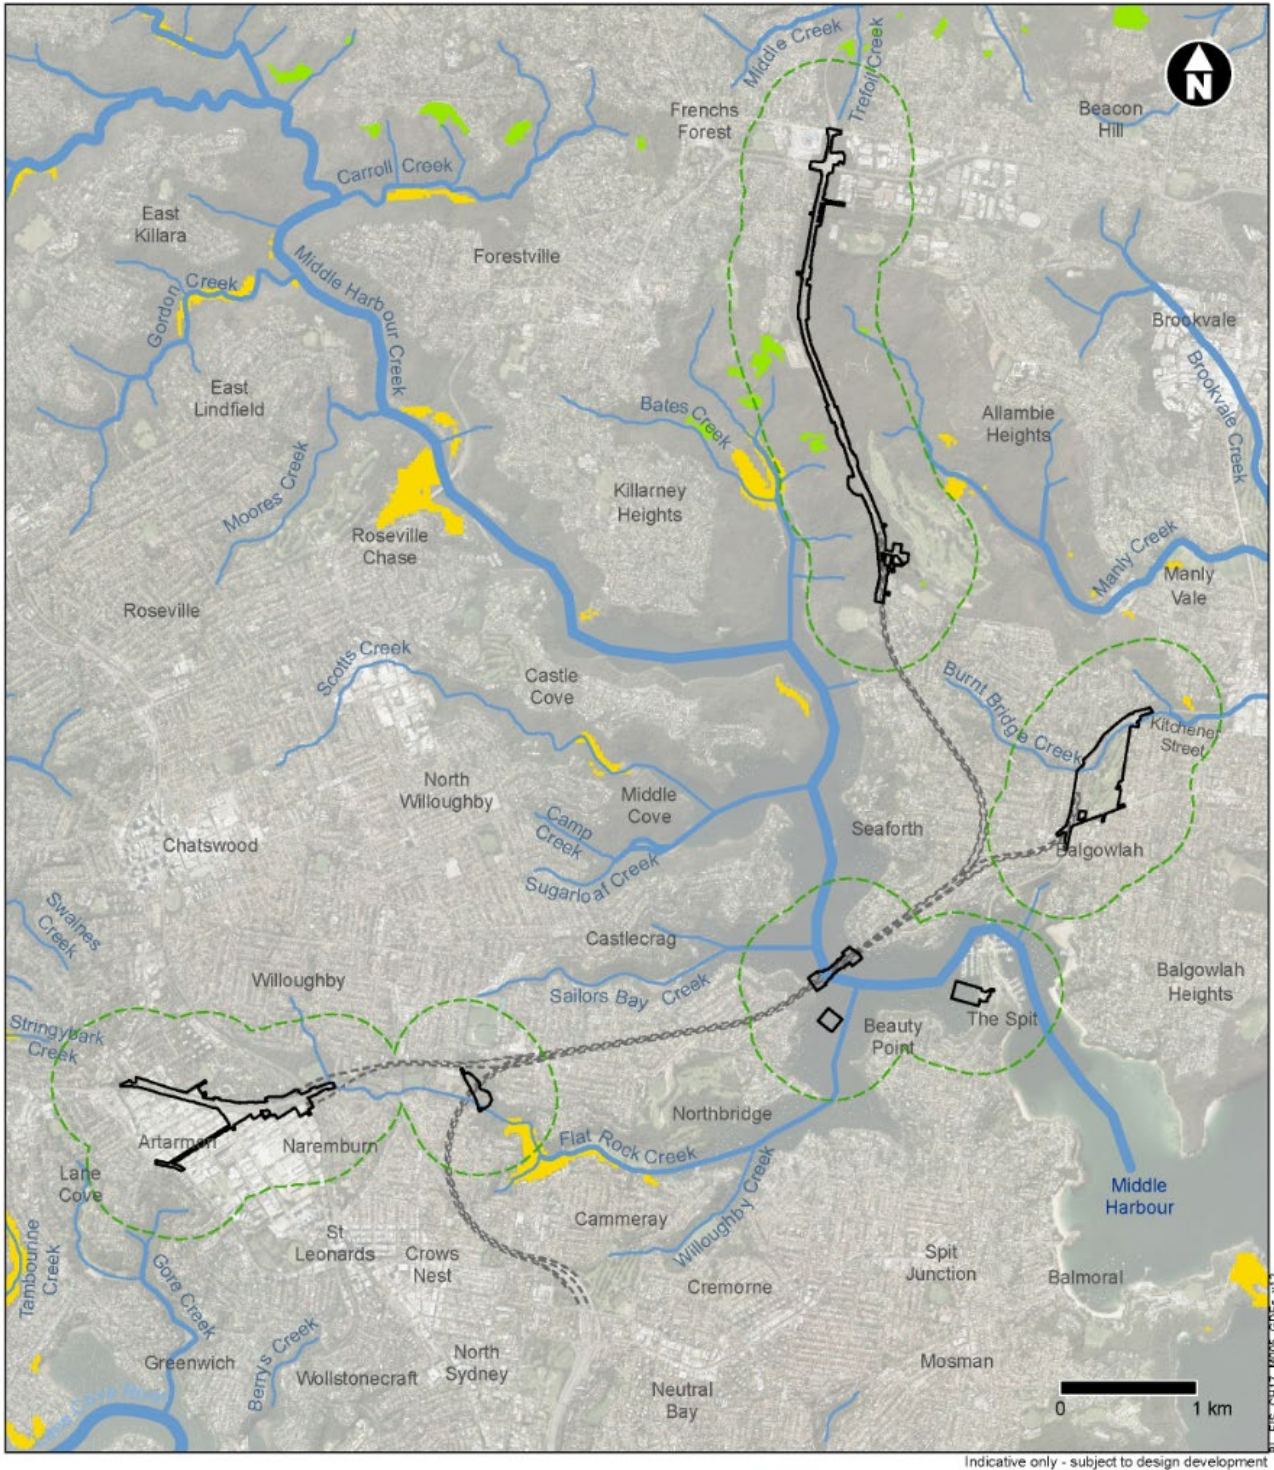 Middle Creek
Trefoil Creek
N
Frenchs
Forest
Beacon
Hill
Carroll Creek
East
Killara
Forestville
Middle Harbour Creek
Gordon Creek
Brookvale
Brookvale Creek
East
Lindfield
Bates Creek
Allambie
Heights
Moores Creek
Killarney
Heights
Roseville
Chase
Manly Creek
Manly
Vale
Roseville
Scotts Creek
Castle
Cove
Burnt Bridge Creek
Kitchener
Street
North
Willoughby
Middle
Cove
Camp
Creek
Seaforth
Chatswood
Balgowlah
Sugarloaf Creek
Swaines
Creek
Castlecrag
Willoughby
Sailors Bay Creek
Balgowlah
Heights
Stringybark
Creek
Beauty
Point
The Spit
Northbridge
Artarmon
Naremburn
Flat Rock Creek
Lane
Cove
Willoughby Creek
Middle
Harbour
Cammeray
Tambourine
Creek
St
Leonards
Crows
Nest
Gore Creek
Spit
Junction
Cremorne
Balmoral
Berrys Creek
Greenwich
Wollstonecraft
North
Sydney
Mosman
Neutral
Bay
0 1 km
Indicative only - subject to design development